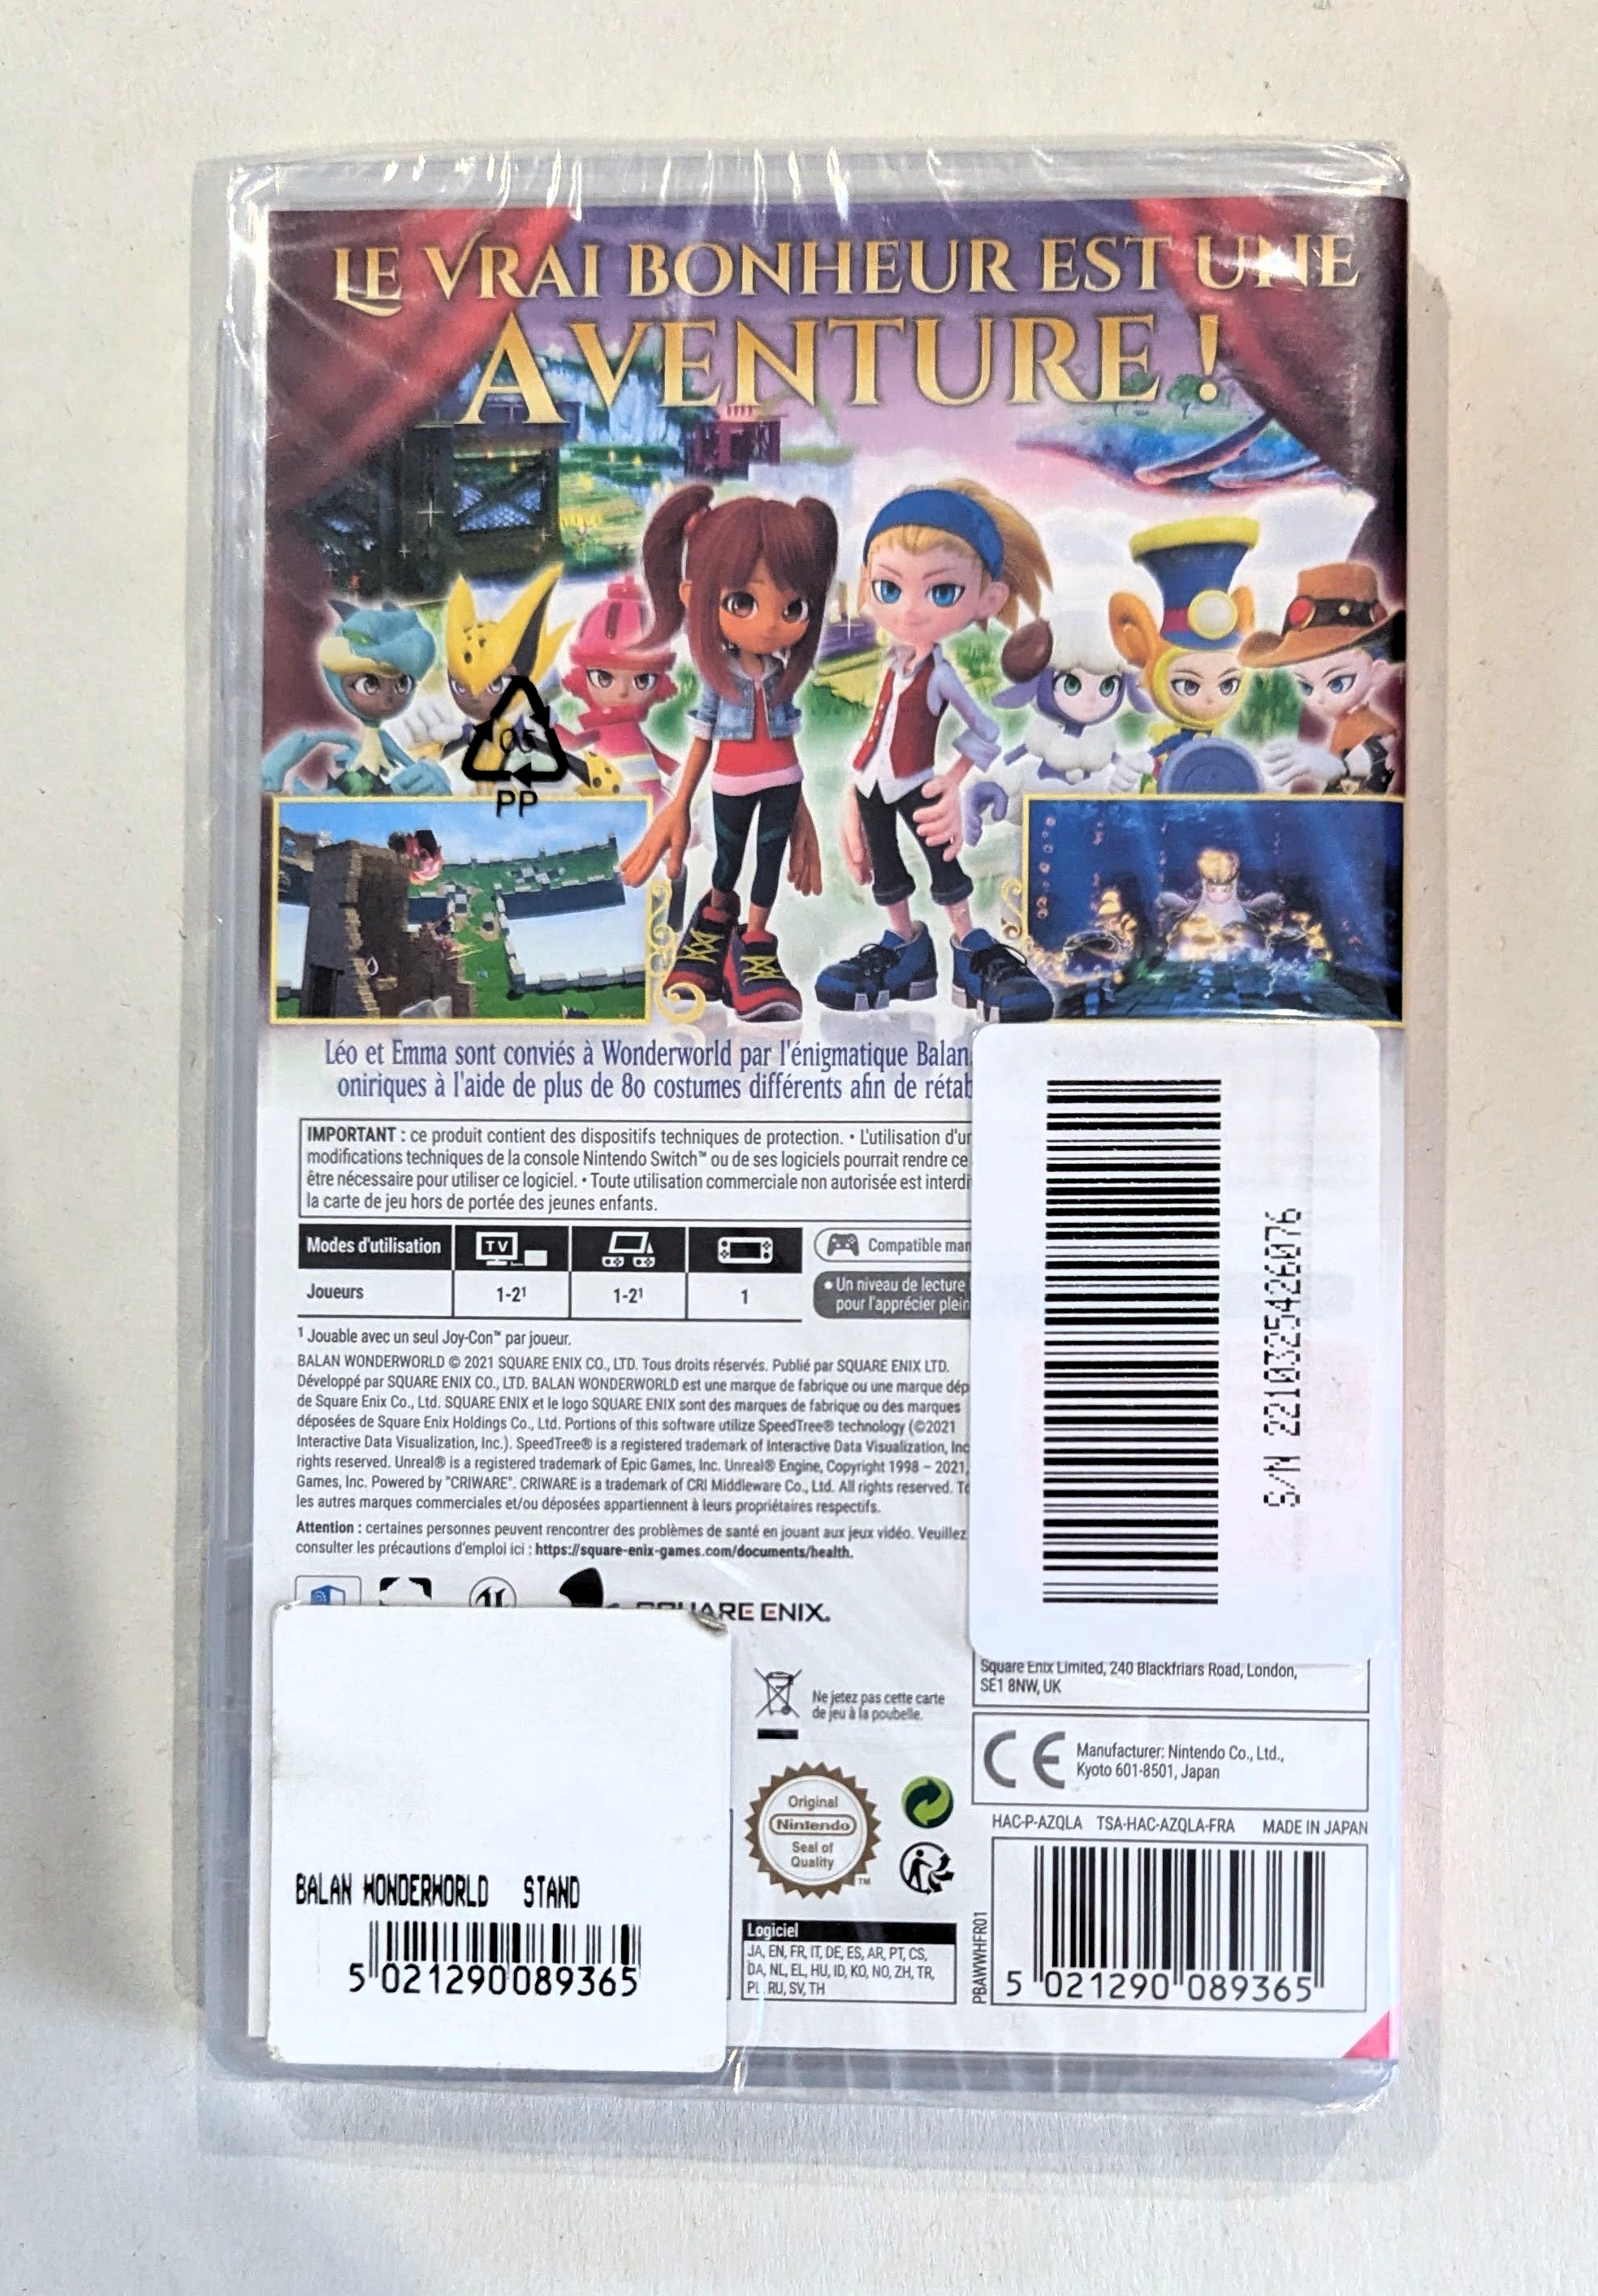 LE VRAI BONHEUR EST UNE
AVENTURE !
05
PP
Léo et Emma sont conviés à Wonderworld par l'énigmatique Balan
oniriques à l'aide de plus de 80 costumes différents afin de
IMPORTANT : ce produit contient des dispositifs techniques de protection. • L'utilisation
modifications techniques de la console Nintendo Switch™ ou de ses logiciels pourrait rendre ce
être nécessaire pour utiliser ce logiciel. • Toute utilisation commerciale non autorisée est
la carte de jeu hors de portée des jeunes enfants.
Modes d'utilisation
TV
Compatible
Joueurs
1-2¹
1-2¹
1
• Un niveau de lecture
pour l'apprécier
¹ Jouable avec un seul Joy-Con™ par joueur.
BALAN WONDERWORLD © 2021 SQUARE ENIX CO., LTD. Tous droits réservés. Publié par SQUARE ENIX LTD.
Développé par SQUARE ENIX CO., LTD. BALAN WONDERWORLD est une marque de fabrique ou une marque
de Square Enix Co., Ltd. SQUARE ENIX et le logo SQUARE ENIX sont des marques de fabrique ou des marques
déposées de Square Enix Holdings Co., Ltd. Portions of this software utilize SpeedTree® technology (©2021
Interactive Data Visualization, Inc.). SpeedTree® is a registered trademark of Interactive Data Visualization, Inc
rights reserved. Unreal® is a registered trademark of Epic Games, Inc. Unreal® Engine, Copyright 1998 – 2021,
Games, Inc. Powered by "CRIWARE". CRIWARE is a trademark of CRI Middleware Co., Ltd. All rights reserved.
les autres marques commerciales et/ou déposées appartiennent à leurs propriétaires respectifs.
Attention : certaines personnes peuvent rencontrer des problèmes de santé en jouant aux jeux vidéo. Veuillez
consulter les précautions d'emploi ici : https://square-enix-games.com/documents/health.
SQUARE ENIX.
S/N 2210325426076
Square Enix Limited, 240 Blackfriars Road, London,
SE1 8NW, UK
Ne jetez pas cette carte
de jeu à la poubelle.
CE
Manufacturer: Nintendo Co., Ltd.,
Kyoto 601-8501, Japan
Original
Nintendo
Seal of
Quality
TM
HAC-P-AZQLA TSA-HAC-AZQLA-FRA MADE IN JAPAN
BALAN WONDERWORLD STAND
5 021290 089365
Logiciel
JA, EN, FR, IT, DE, ES, AR, PT, CS,
DA, NL, EL, HU, ID, KO, NO, ZH, TR,
PL, RU, SV, TH
PBAWWHFR01
5 021290 089365